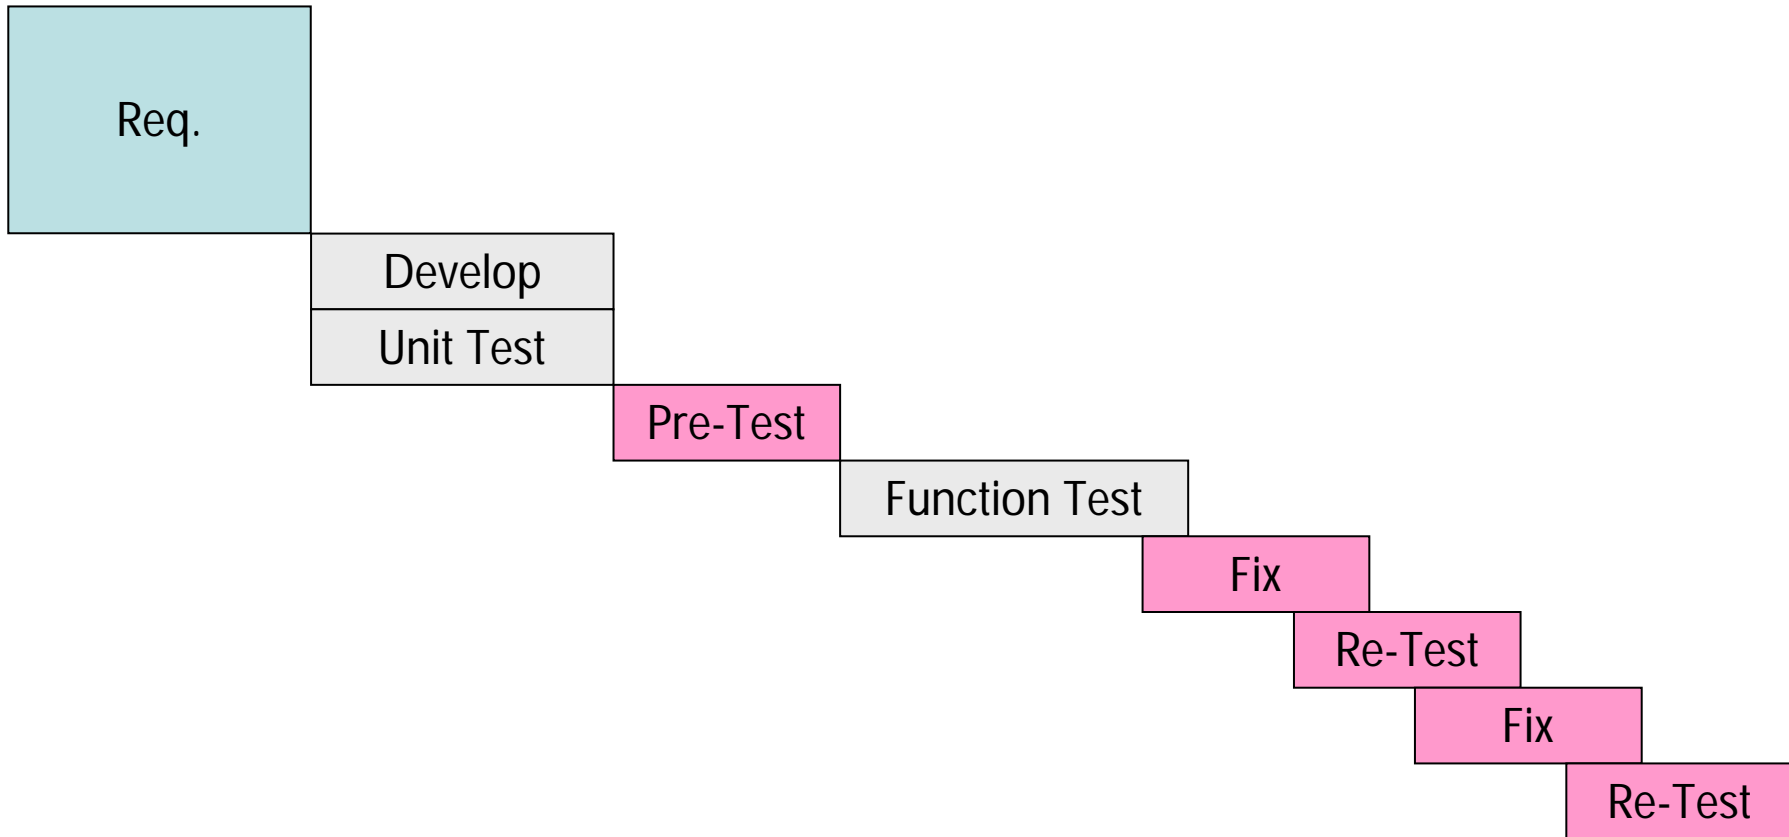 Req.
Develop
Unit Test
Pre-Test
Function Test
Fix
Re-Test
Fix
Re-Test